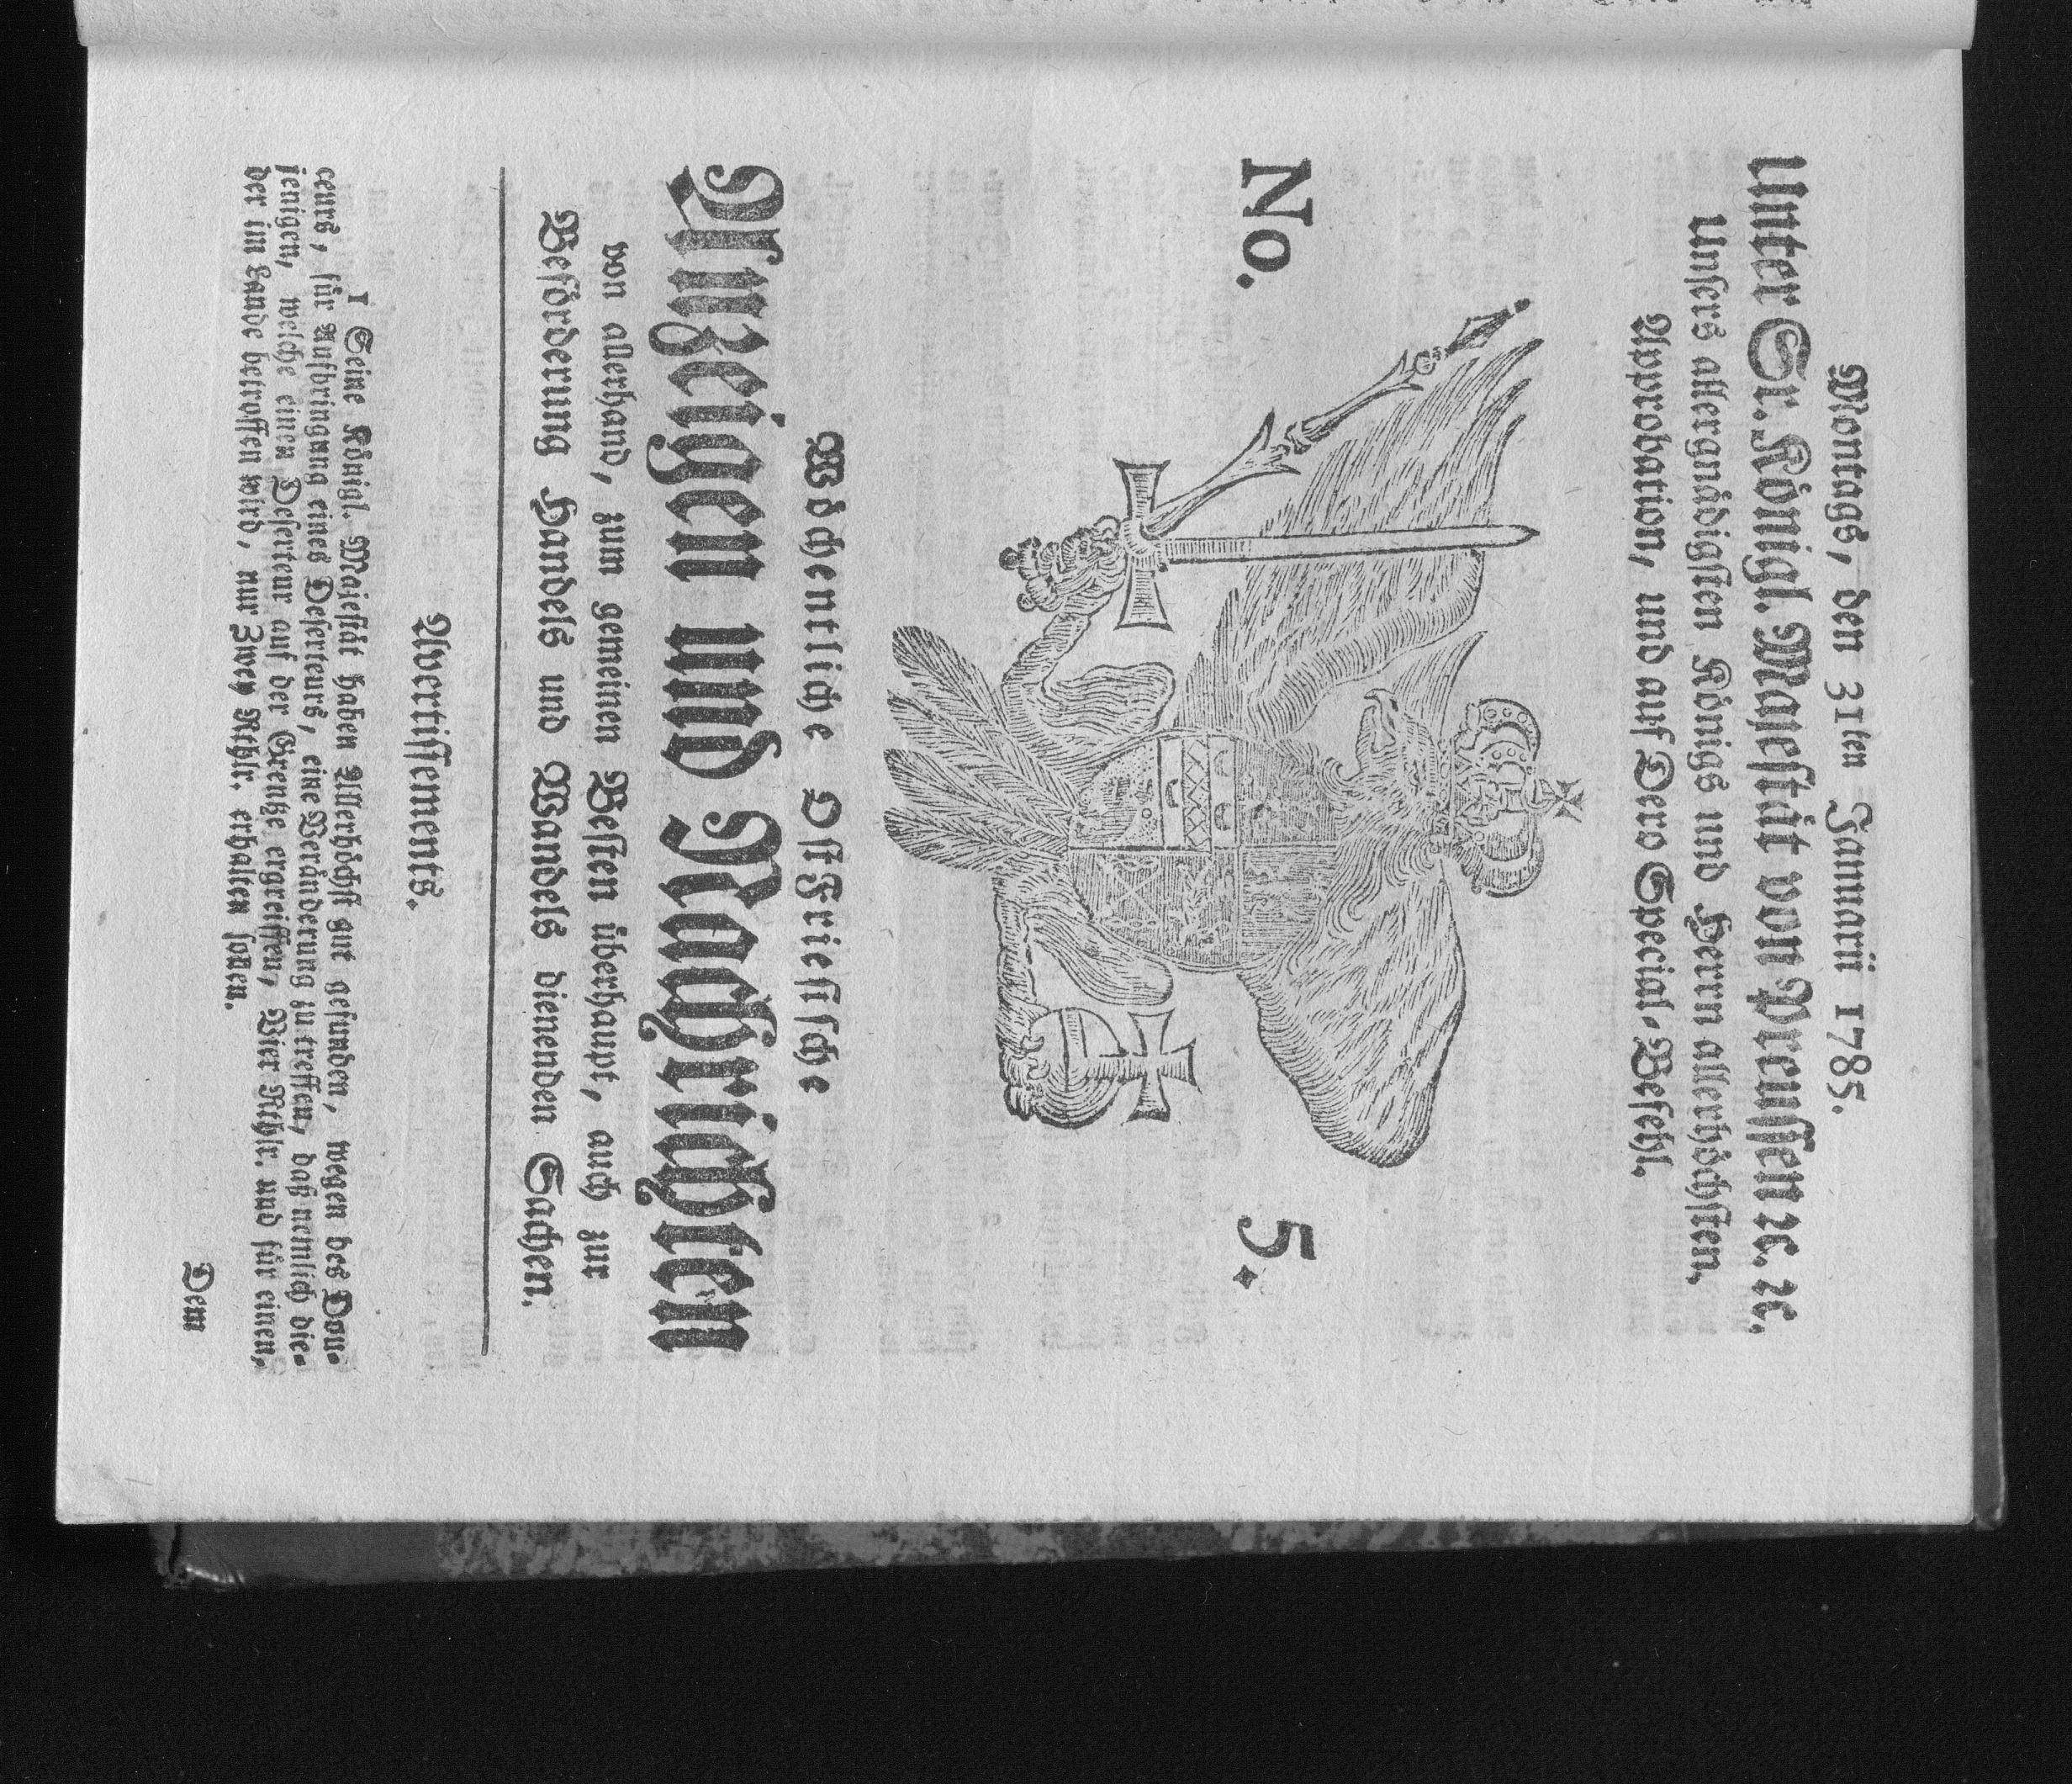 Montags, den 31ten Januarii 1785.
Unter Sr. Königl. Majestät von Preussen ꝛc. ꝛc.
Unsers allergnädigsten Königs und Herrn allerhöchsten,
Approbation, und auf Dero Special-Befehl.
No. 5.
Wöchentliche Ostfriesische
Anzeigen und Nachrichten
von allerhand, zum gemeinen Besten überhaupt, auch zur
Beförderung Handels und Wandels dienenden Sachen.
Avertissements.
1 Seine Königl. Majestät haben Allerhöchst gut gefunden, wegen des Dou-
ceurs, für Aufbringung eines Deserteurs, eine Veränderung zu treffen, daß nemlich die-
jenigen, welche einen Deserteur auf der Grentze ergreiffen, Vier Rthlr. und für einen,
der im Lande betroffen wird, nur Zwey Rthlr. erhalten sollen.
Dem